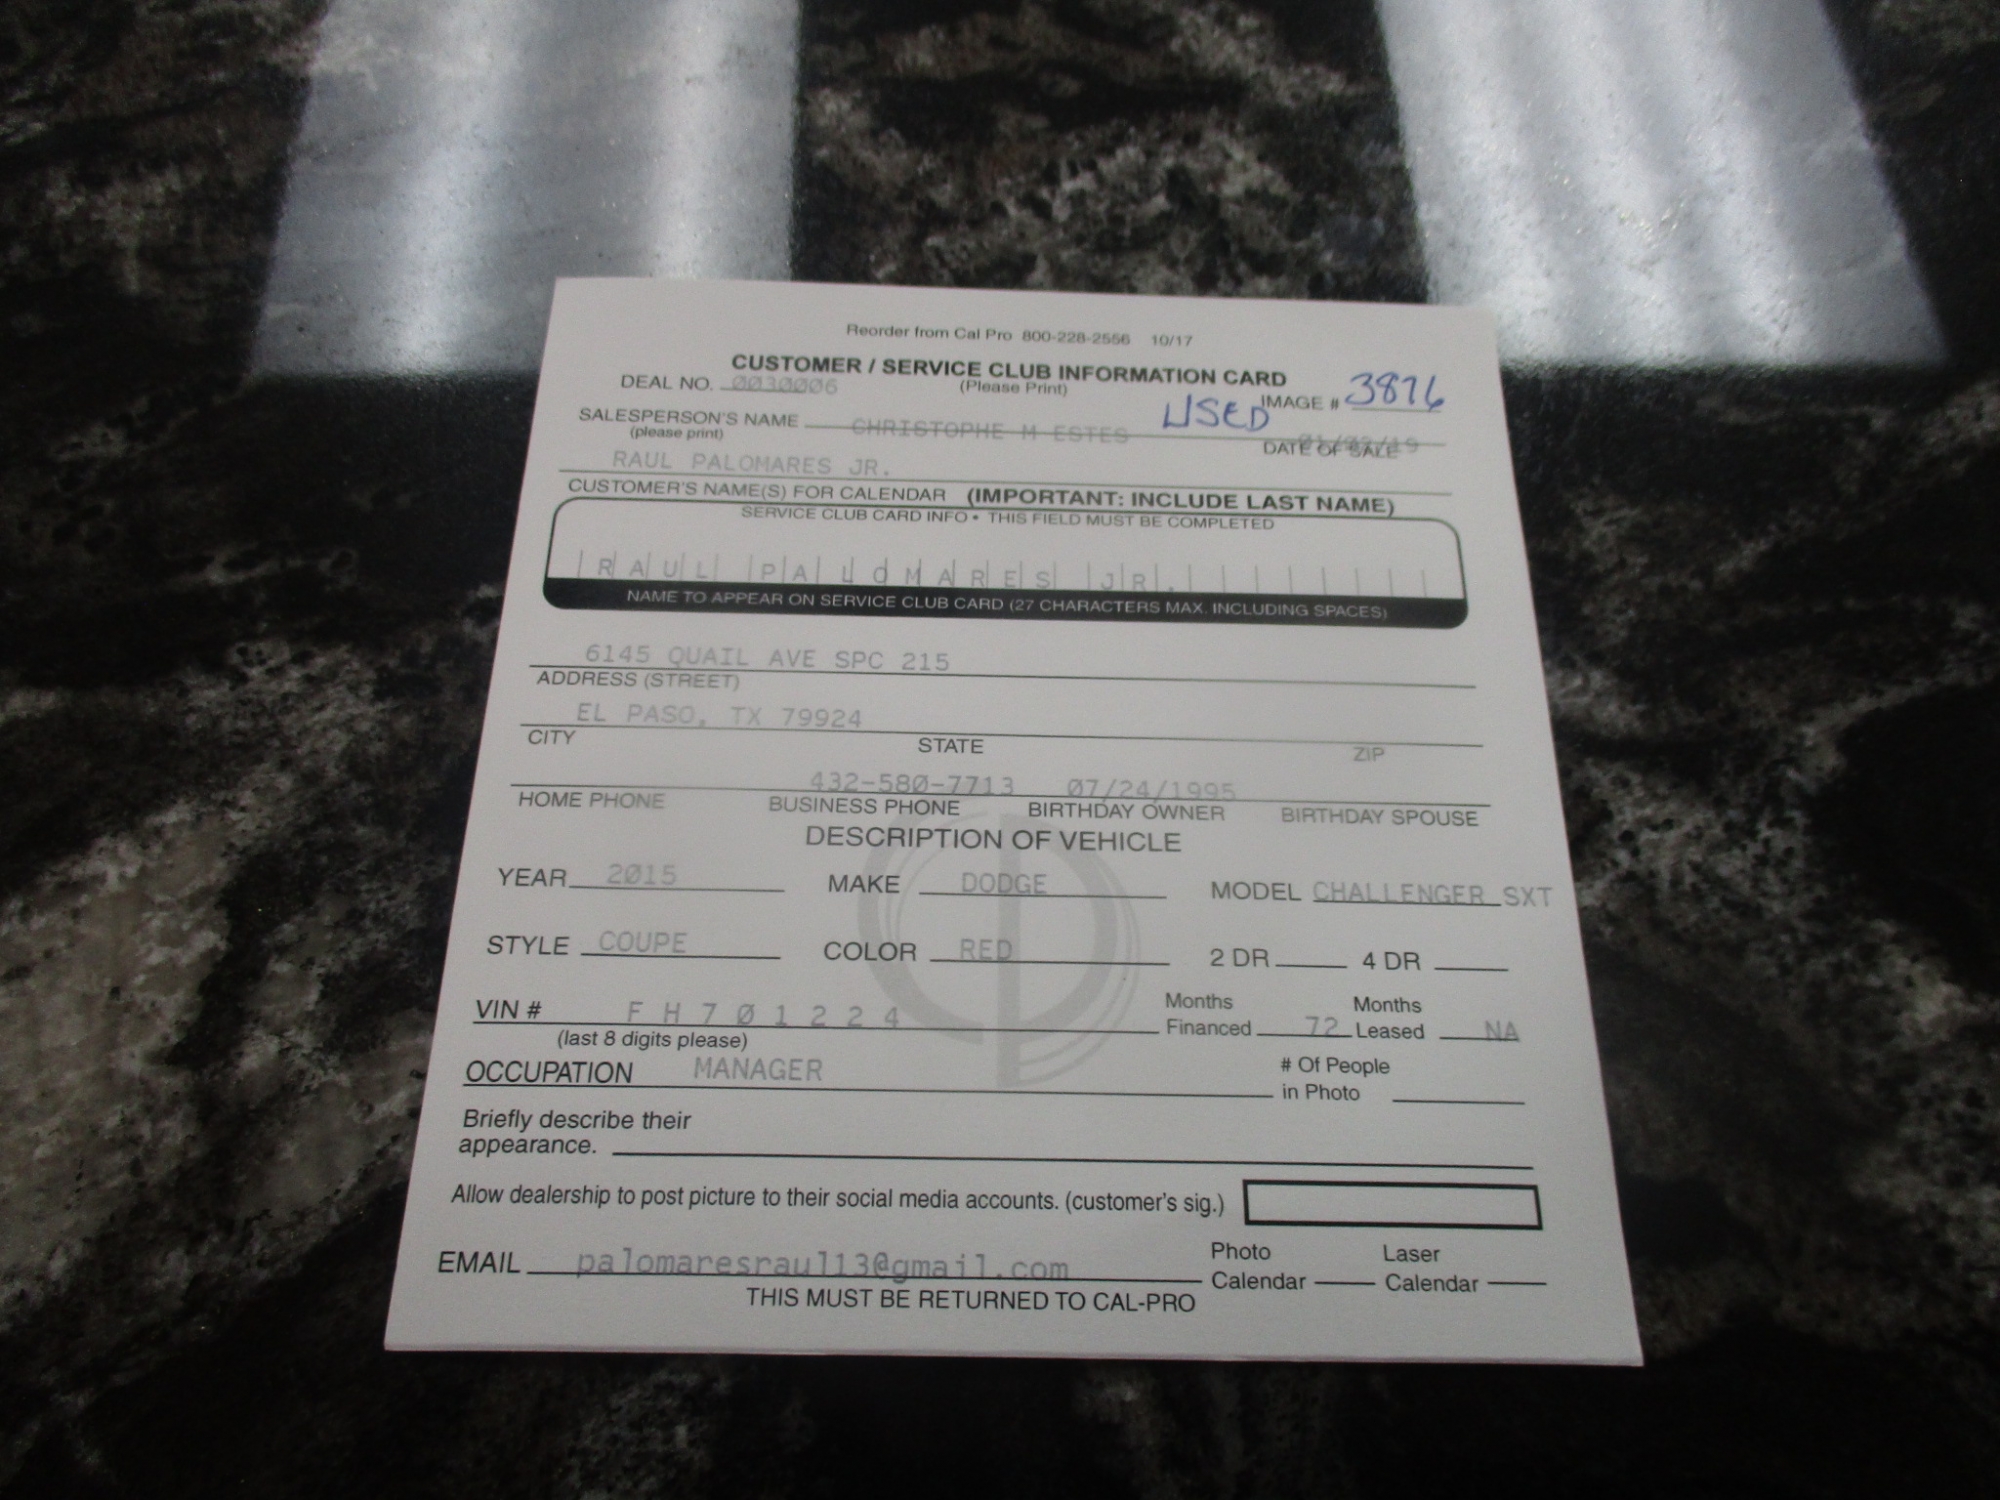 Reorder from Cal Pro 800-228-2556 10/17
CUSTOMER / SERVICE CLUB INFORMATION CARD
DEAL NO. 0030006 (Please Print) IMAGE # 3876
USED
SALESPERSON'S NAME CHRISTOPHE M ESTES
(please print) DATE OF SALE
RAUL PALOMARES JR.
CUSTOMER'S NAME(S) FOR CALENDAR (IMPORTANT: INCLUDE LAST NAME)
SERVICE CLUB CARD INFO • THIS FIELD MUST BE COMPLETED
RAUL PALOMARES JR.
NAME TO APPEAR ON SERVICE CLUB CARD (27 CHARACTERS MAX. INCLUDING SPACES)
6145 QUAIL AVE SPC 215
ADDRESS (STREET)
EL PASO, TX 79924
CITY STATE ZIP
432-580-7713 07/24/1995
HOME PHONE BUSINESS PHONE BIRTHDAY OWNER BIRTHDAY SPOUSE
DESCRIPTION OF VEHICLE
YEAR 2015 MAKE DODGE MODEL CHALLENGER SXT
STYLE COUPE COLOR RED 2 DR 4 DR
VIN # F H 7 0 1 2 2 4 Months Financed 72 Months Leased NA
(last 8 digits please)
OCCUPATION MANAGER # Of People in Photo
Briefly describe their
appearance.
Allow dealership to post picture to their social media accounts. (customer's sig.)
EMAIL palomaresraul13@gmail.com Photo Calendar Laser Calendar
THIS MUST BE RETURNED TO CAL-PRO